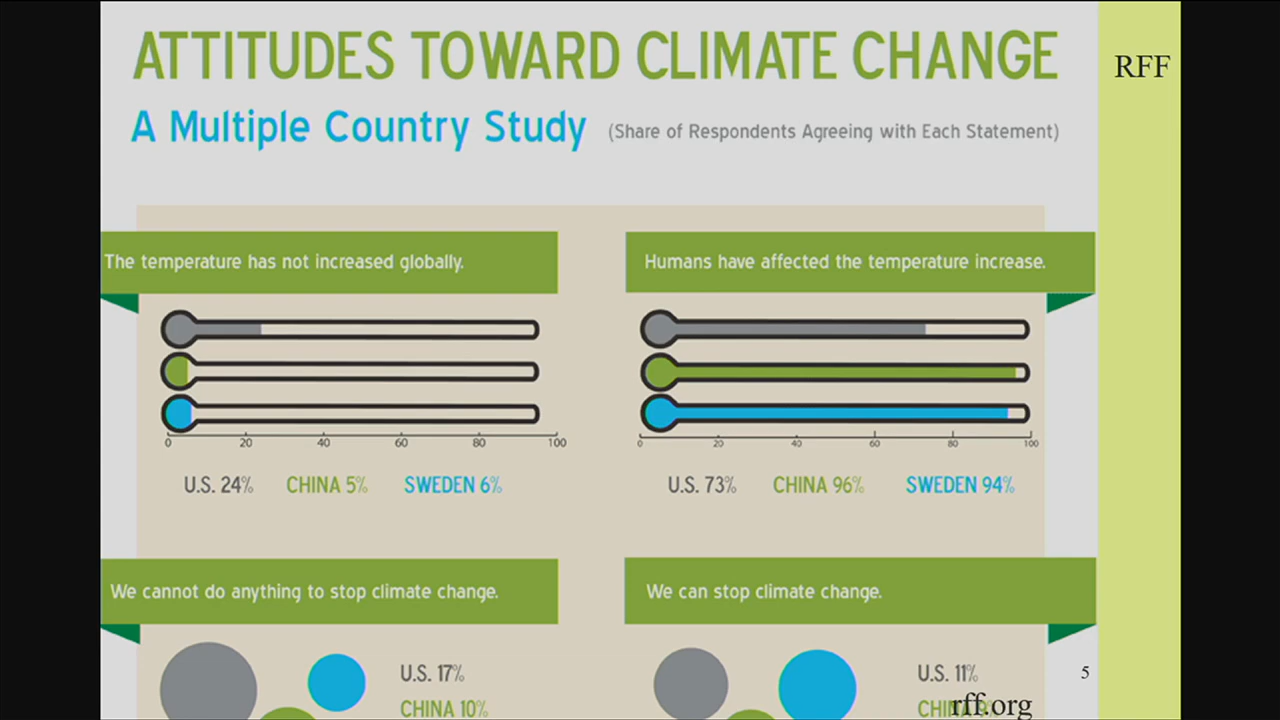 ATTITUDES TOWARD CLIMATE CHANGE
RFF
A Multiple Country Study (Share of Respondents Agreeing with Each Statement)
The temperature has not increased globally.
0 20 40 60 80 100
U.S. 24% CHINA 5% SWEDEN 6%
Humans have affected the temperature increase.
0 20 40 60 80 100
U.S. 73% CHINA 96% SWEDEN 94%
We cannot do anything to stop climate change.
U.S. 17%
CHINA 10%
We can stop climate change.
U.S. 11%
5
rff.org